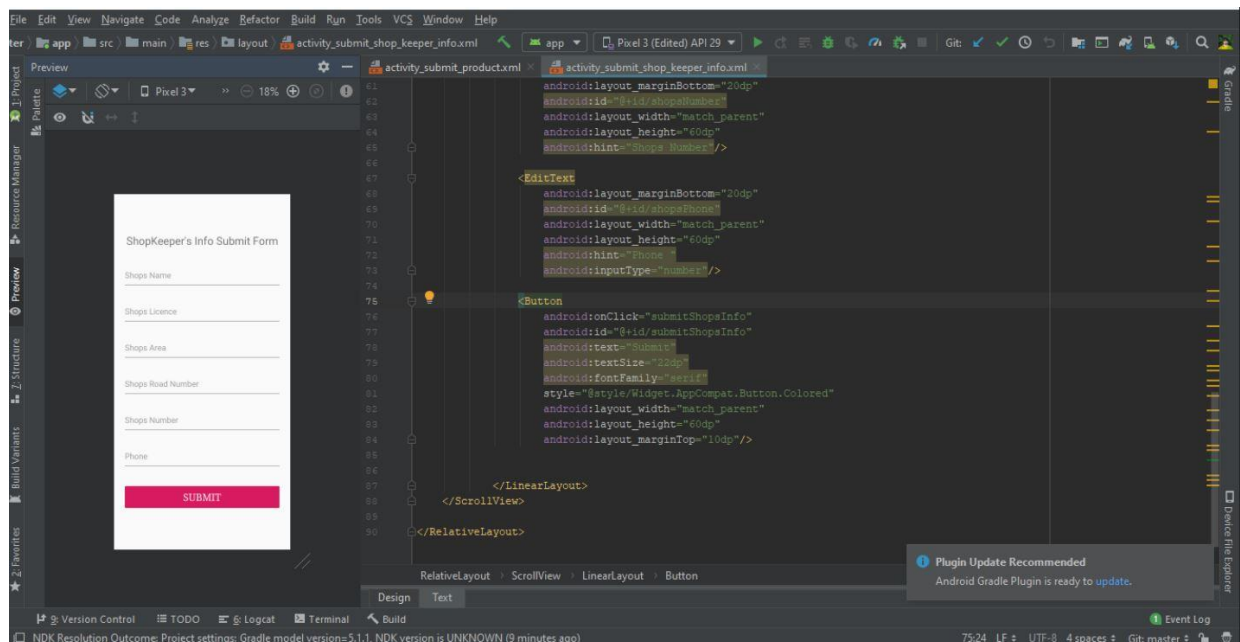 File Edit View Navigate Code Analyze Refactor Build Run Tools VCS Window Help
ter app src main res layout activity_submit_shop_keeper_info.xml app Pixel 3 (Edited) API 29 Git:
Preview
activity_submit_product.xml activity_submit_shop_keeper_info.xml
Pixel 3 18%
1: Project
Resource Manager
Preview
7: Structure
Build Variants
2: Favorites
Palette
ShopKeeper's Info Submit Form
Shops Name
Shops Licence
Shops Area
Shops Road Number
Shops Number
Phone
SUBMIT
61 android:layout_marginBottom="20dp"
62 android:id="@+id/shopsNumber"
63 android:layout_width="match_parent"
64 android:layout_height="60dp"
65 android:hint="Shops Number"/>
66
67 <EditText
68 android:layout_marginBottom="20dp"
69 android:id="@+id/shopsPhone"
70 android:layout_width="match_parent"
71 android:layout_height="60dp"
72 android:hint="Phone "
73 android:inputType="number"/>
74
75 <Button
76 android:onClick="submitShopsInfo"
77 android:id="@+id/submitShopsInfo"
78 android:text="Submit"
79 android:textSize="22dp"
80 android:fontFamily="serif"
81 style="@style/Widget.AppCompat.Button.Colored"
82 android:layout_width="match_parent"
83 android:layout_height="60dp"
84 android:layout_marginTop="10dp"/>
85
86
87 </LinearLayout>
88 </ScrollView>
89
90 </RelativeLayout>
Gradle
Device File Explorer
Plugin Update Recommended
Android Gradle Plugin is ready to update.
RelativeLayout ScrollView LinearLayout Button
Design Text
9: Version Control TODO 6: Logcat Terminal Build Event Log
NDK Resolution Outcome: Project settings: Gradle model version=5.1.1, NDK version is UNKNOWN (9 minutes ago) 75:24 LF UTF-8 4 spaces Git: master